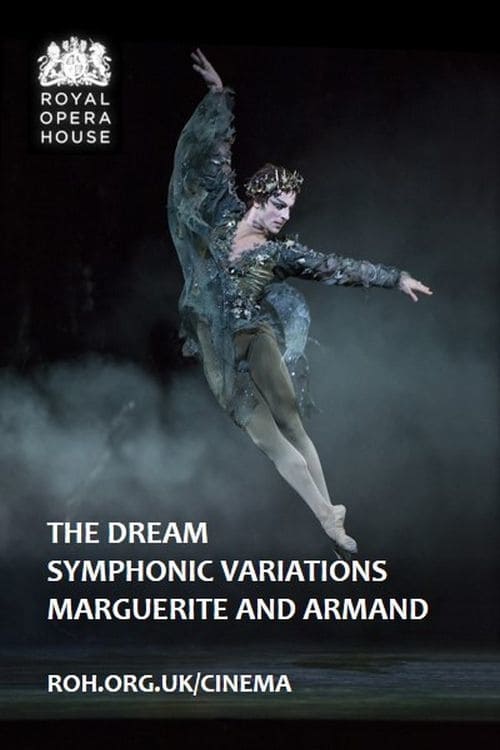 ROYAL
OPERA
HOUSE
THE DREAM
SYMPHONIC VARIATIONS
MARGUERITE AND ARMAND
ROH.ORG.UK/CINEMA